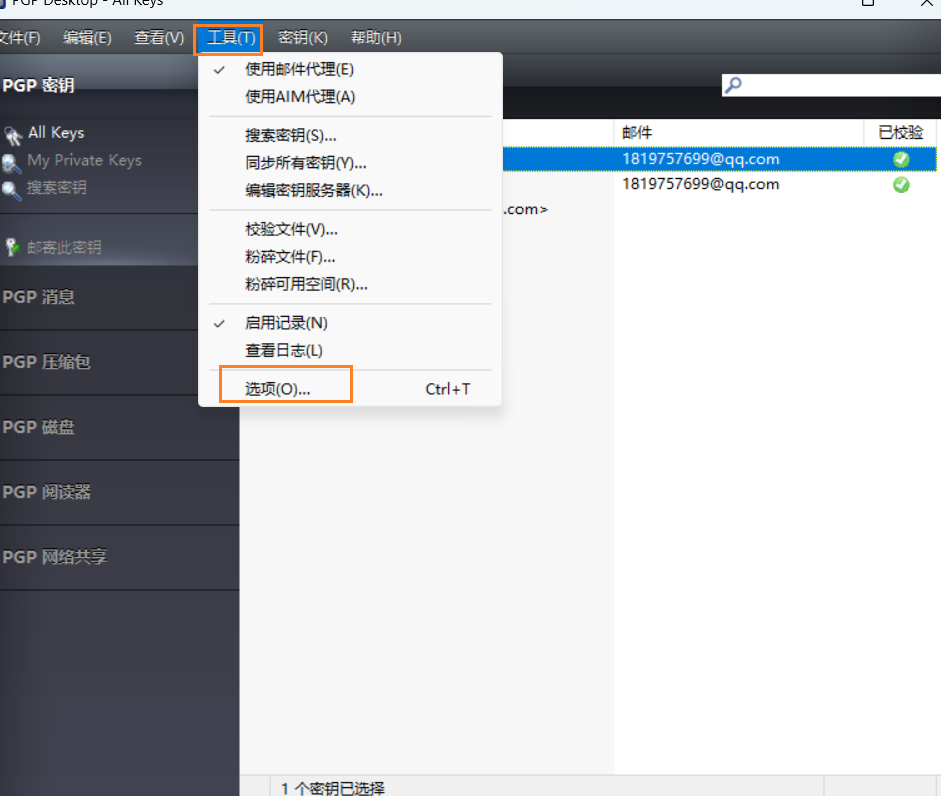 PGP Desktop - All Keys
文件(F) 编辑(E) 查看(V) 工具(T) 密钥(K) 帮助(H)
PGP 密钥
All Keys
My Private Keys
搜索密钥
邮寄此密钥
PGP 消息
PGP 压缩包
PGP 磁盘
PGP 阅读器
PGP 网络共享
使用邮件代理(E)
使用AIM代理(A)
搜索密钥(S)...
同步所有密钥(Y)...
编辑密钥服务器(K)...
校验文件(V)...
粉碎文件(F)...
粉碎可用空间(R)...
启用记录(N)
查看日志(L)
选项(O)... Ctrl+T
邮件 已校验
1819757699@qq.com
1819757699@qq.com
.com>
1 个密钥已选择